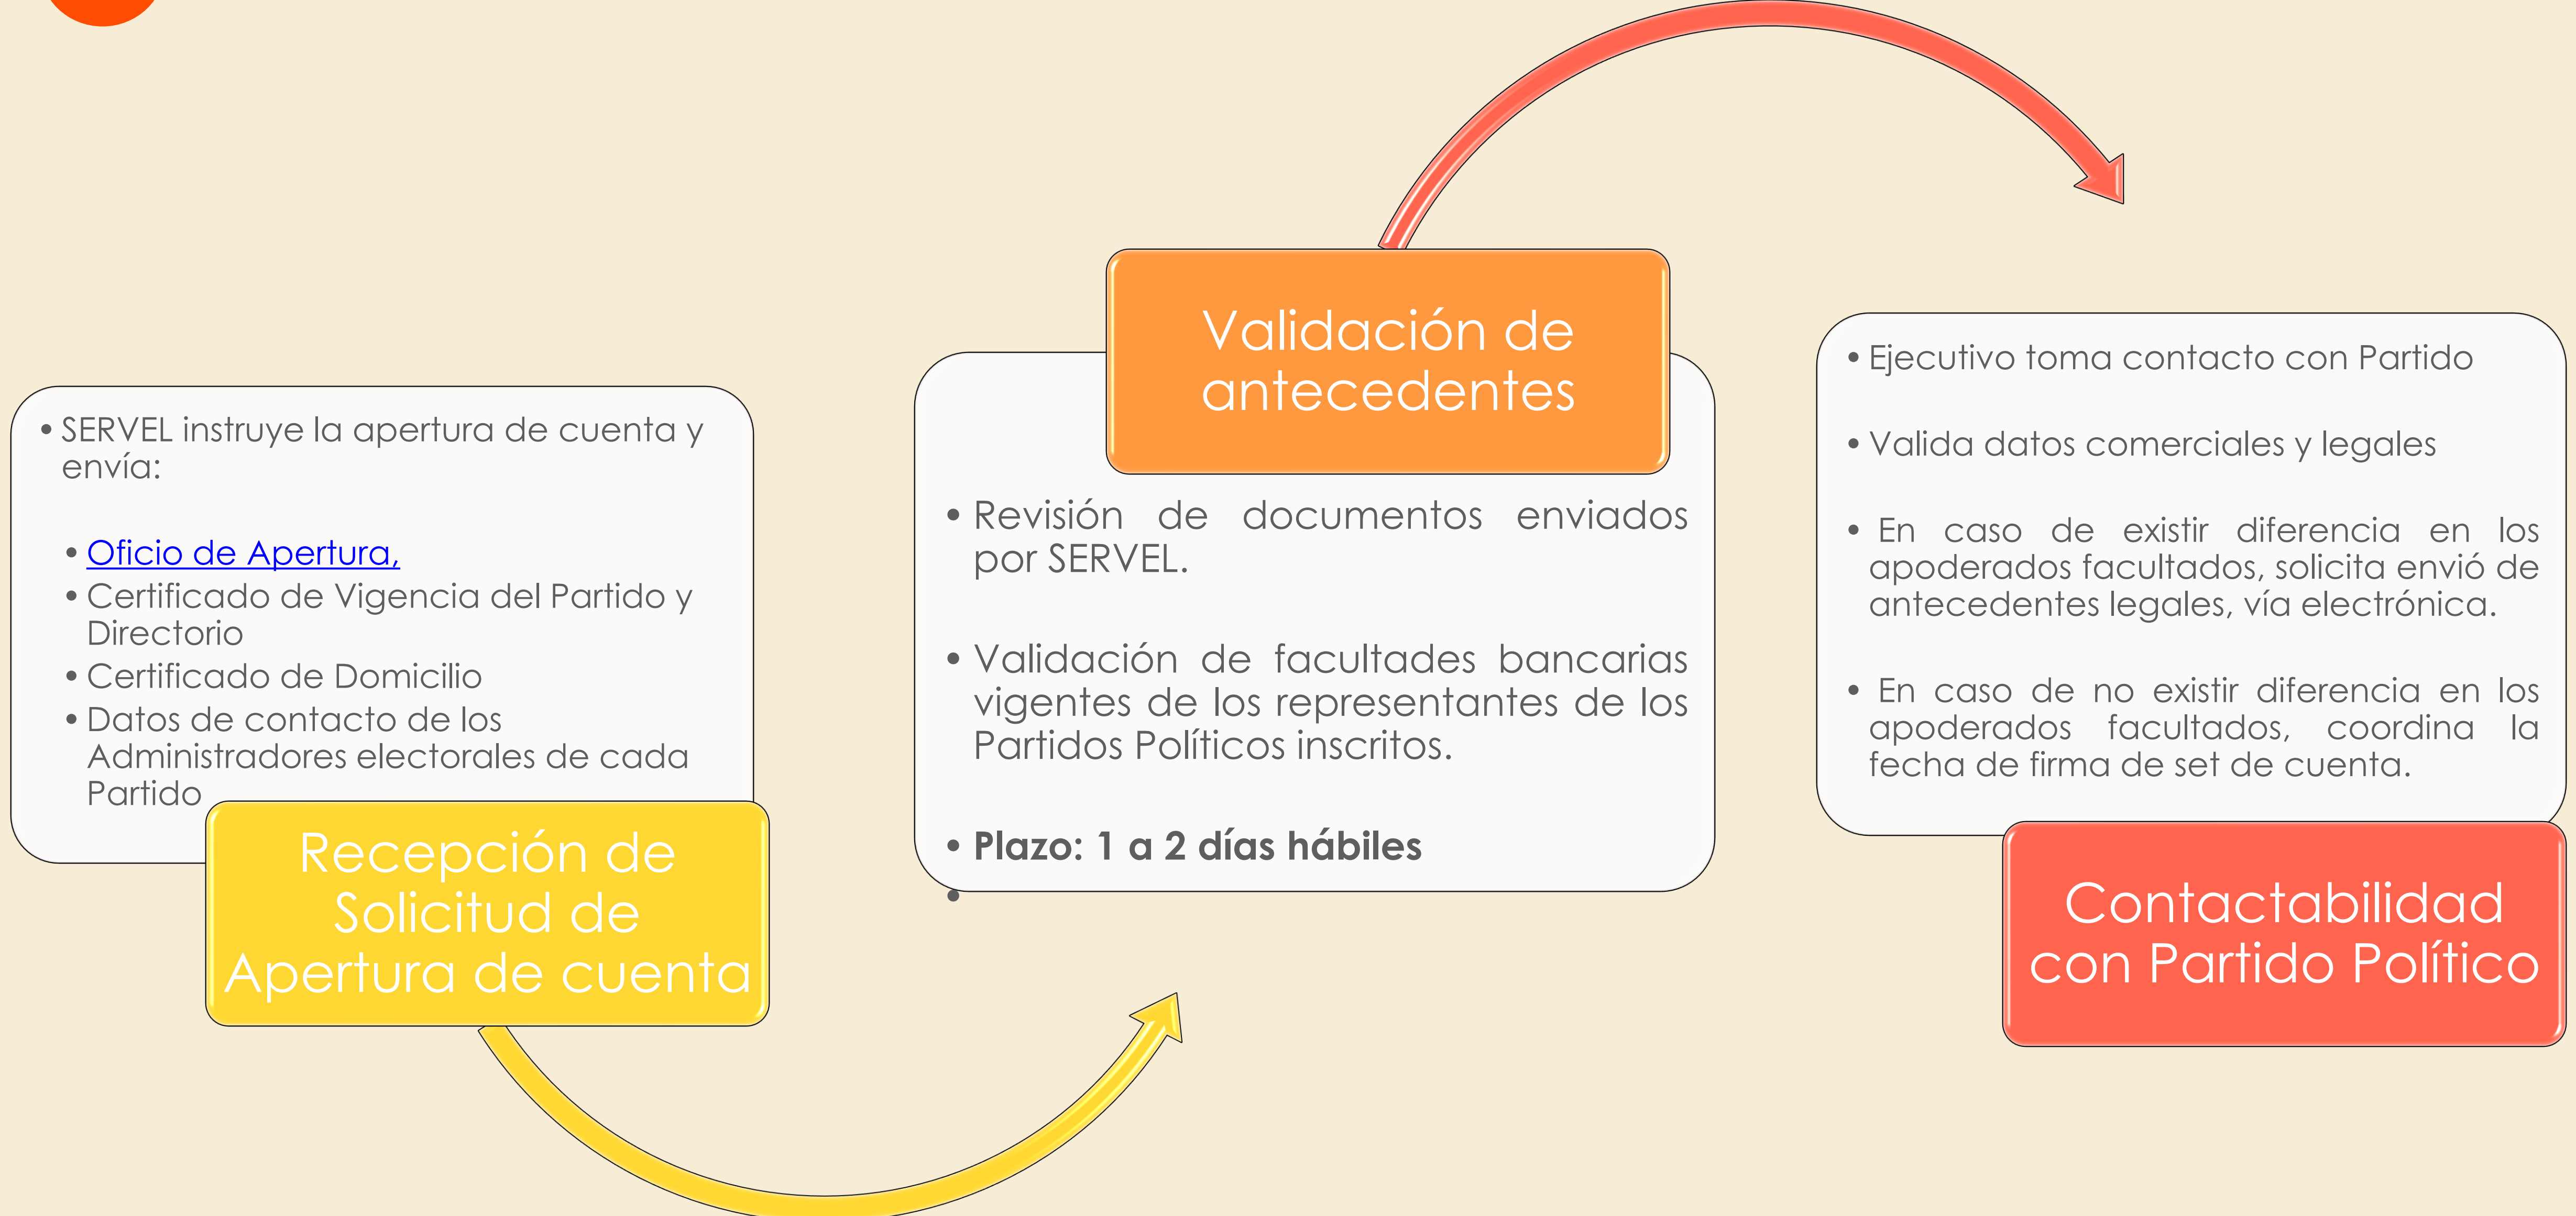 • SERVEL instruye la apertura de cuenta y
envía:
• Oficio de Apertura,
• Certificado de Vigencia del Partido y
Directorio
• Certificado de Domicilio
• Datos de contacto de los
Administradores electorales de cada
Partido
Recepción de
Solicitud de
Apertura de cuenta
Validación de
antecedentes
• Revisión de documentos enviados
por SERVEL.
• Validación de facultades bancarias
vigentes de los representantes de los
Partidos Políticos inscritos.
• Plazo: 1 a 2 días hábiles
•
• Ejecutivo toma contacto con Partido
• Valida datos comerciales y legales
• En caso de existir diferencia en los
apoderados facultados, solicita envió de
antecedentes legales, vía electrónica.
• En caso de no existir diferencia en los
apoderados facultados, coordina la
fecha de firma de set de cuenta.
Contactabilidad
con Partido Político